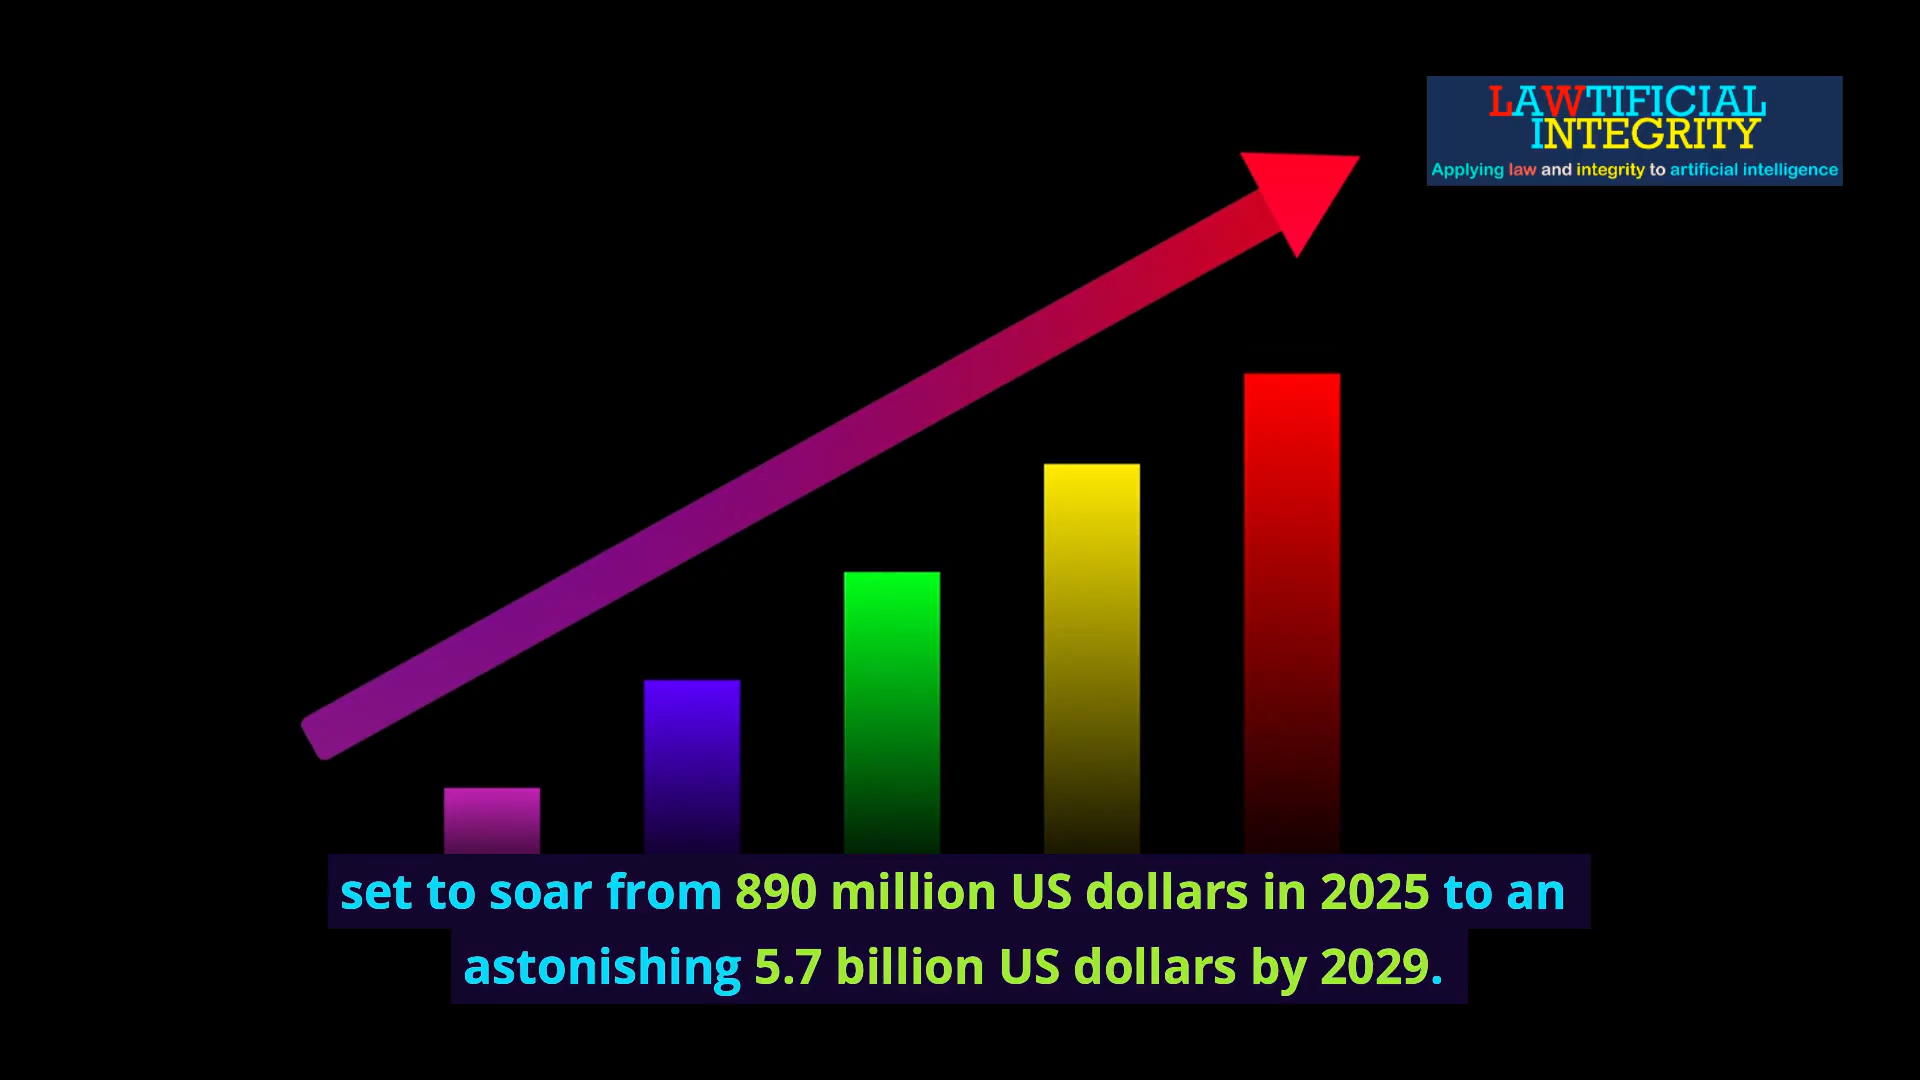 LAWTIFICIAL
INTEGRITY
Applying law and integrity to artificial intelligence
set to soar from 890 million US dollars in 2025 to an
astonishing 5.7 billion US dollars by 2029.